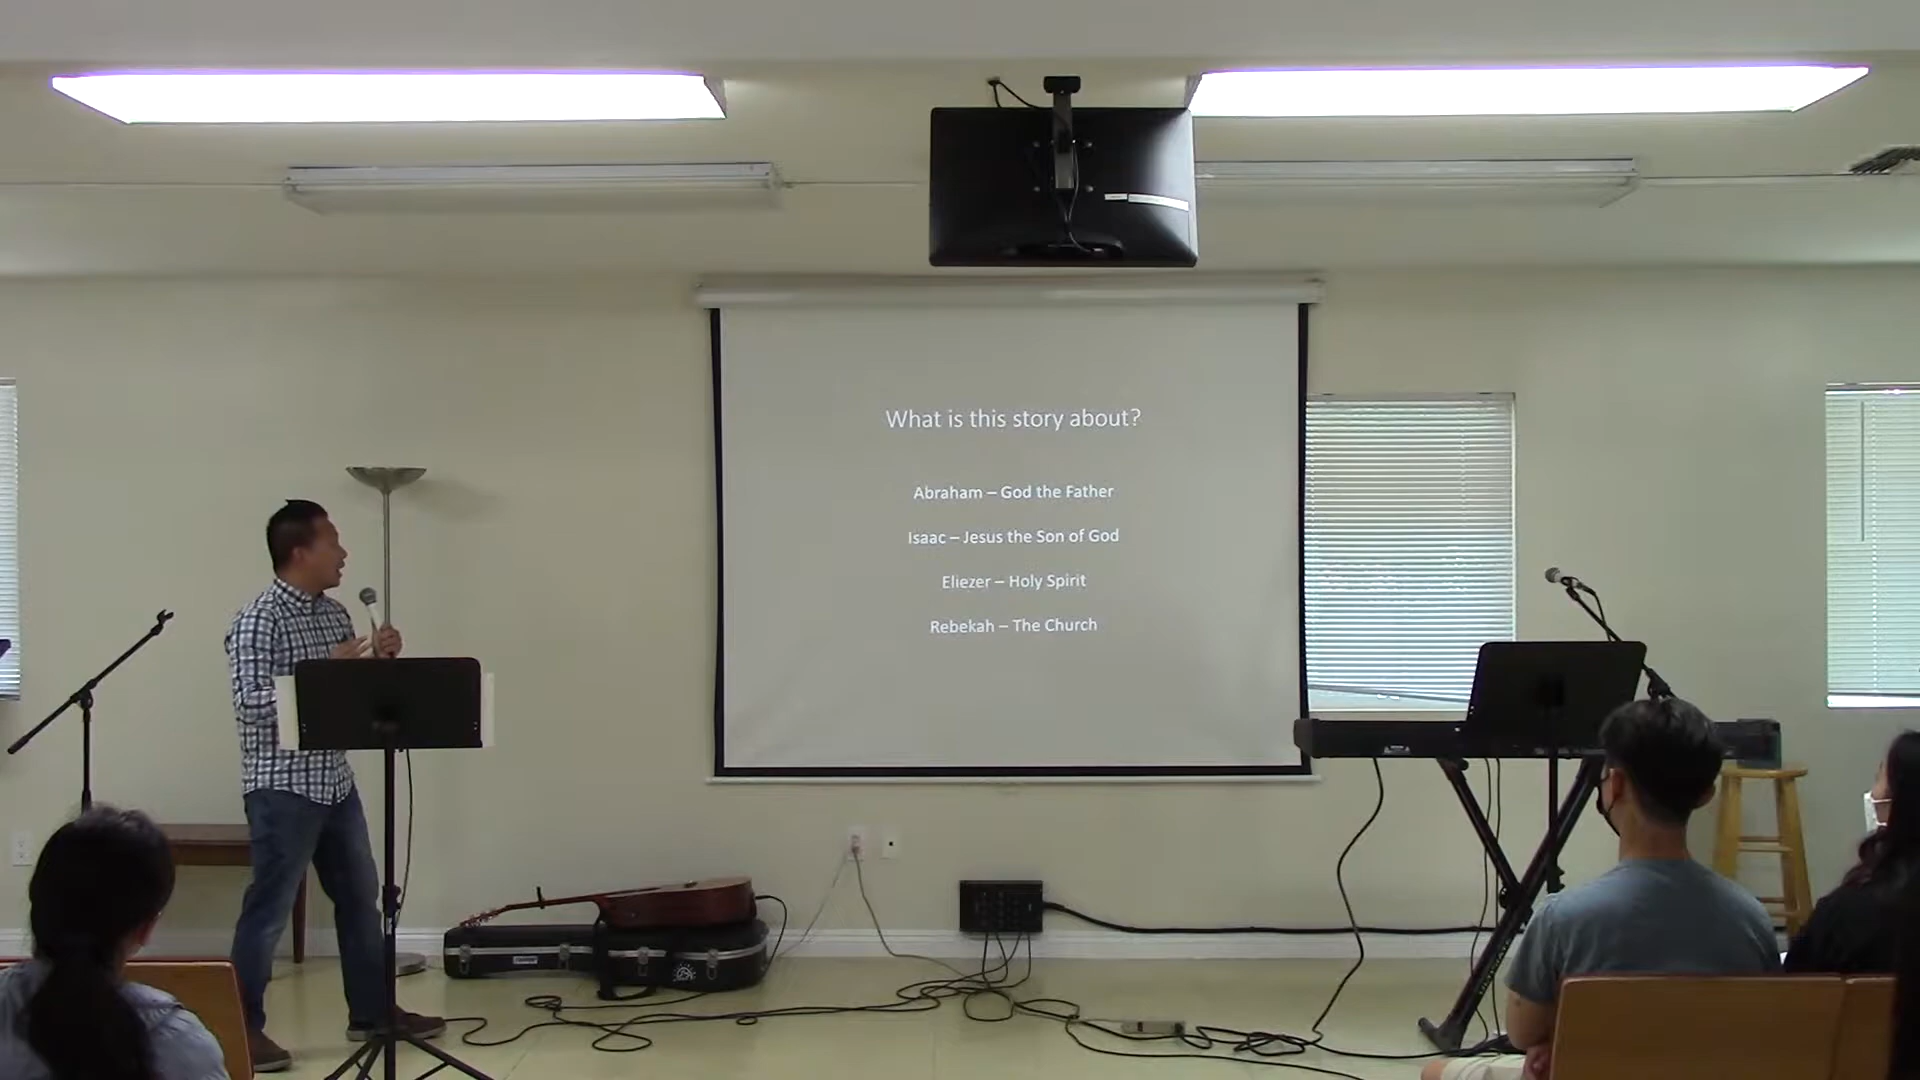 What is this story about?
Abraham – God the Father
Isaac – Jesus the Son of God
Eliezer – Holy Spirit
Rebekah – The Church